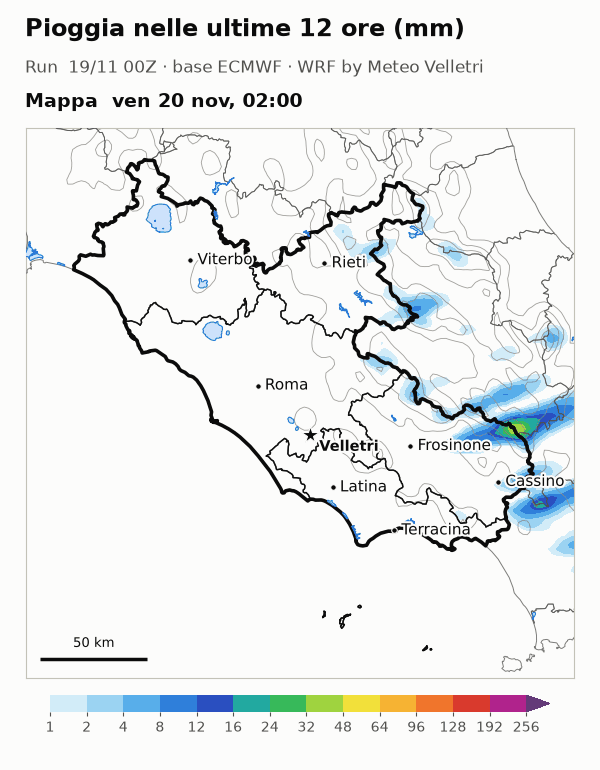 Pioggia nelle ultime 12 ore (mm)
Run  19/11 00Z · base ECMWF · WRF by Meteo Velletri
Mappa  ven 20 nov, 02:00
Viterbo
Rieti
Roma
Velletri
Frosinone
Latina
Cassino
Terracina
50 km
1 2 4 8 12 16 24 32 48 64 96 128 192 256